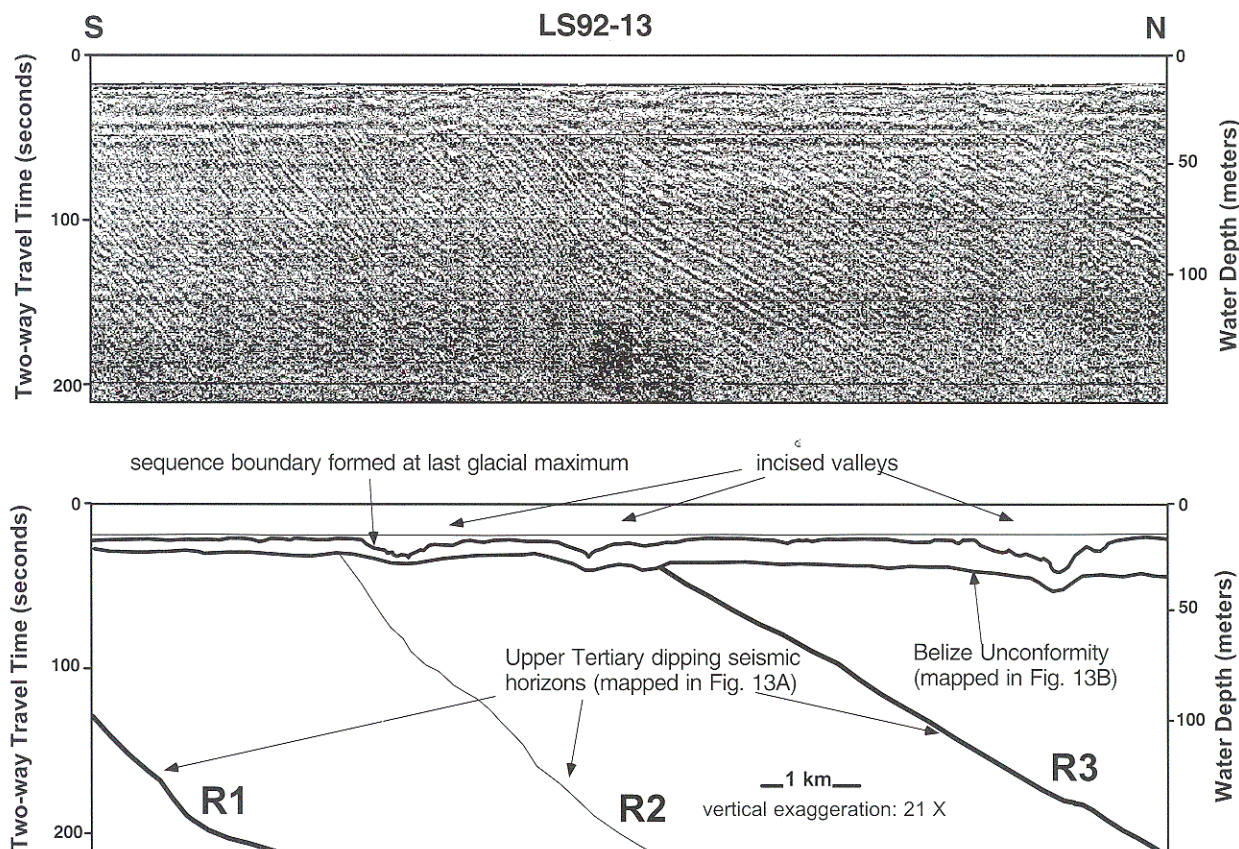 S LS92-13 N
0 0
50
100
100
200
Two-way Travel Time (seconds)
Water Depth (meters)
sequence boundary formed at last glacial maximum
incised valleys
0 0
50
100
100
200
Two-way Travel Time (seconds)
Water Depth (meters)
Upper Tertiary dipping seismic
horizons (mapped in Fig. 13A)
Belize Unconformity
(mapped in Fig. 13B)
R1
R2
R3
1 km
vertical exaggeration: 21 X